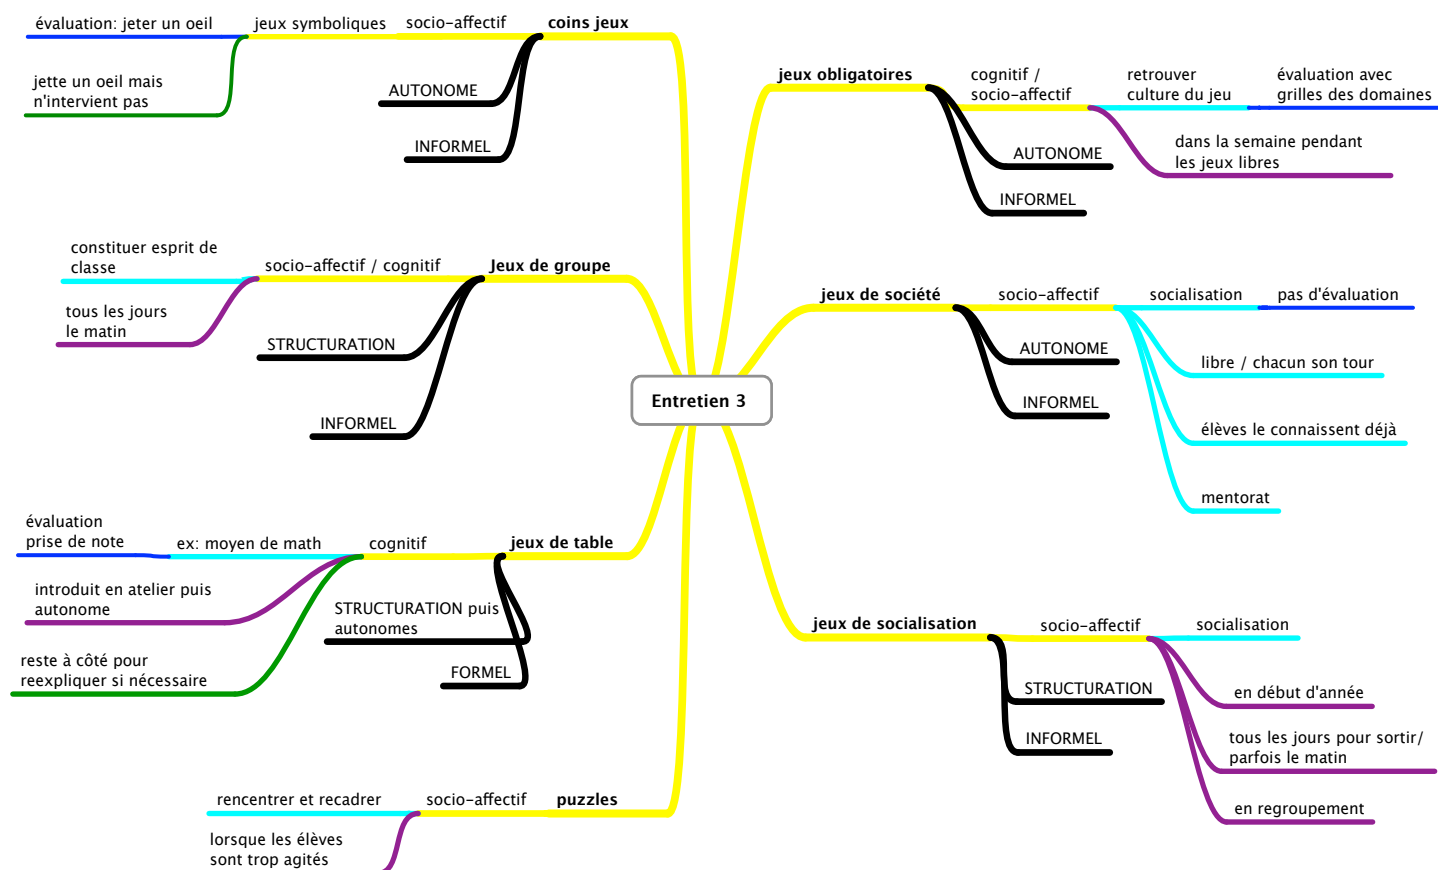 Entretien 3
coins jeux
socio-affectif
jeux symboliques
évaluation: jeter un oeil
jette un oeil mais
n'intervient pas
AUTONOME
INFORMEL
Jeux de groupe
socio-affectif / cognitif
constituer esprit de
classe
tous les jours
le matin
STRUCTURATION
INFORMEL
jeux de table
cognitif
ex: moyen de math
évaluation
prise de note
introduit en atelier puis
autonome
reste à côté pour
reexpliquer si nécessaire
STRUCTURATION puis
autonomes
FORMEL
puzzles
socio-affectif
rencentrer et recadrer
lorsque les élèves
sont trop agités
jeux obligatoires
cognitif /
socio-affectif
retrouver
culture du jeu
évaluation avec
grilles des domaines
dans la semaine pendant
les jeux libres
AUTONOME
INFORMEL
jeux de société
socio-affectif
socialisation
pas d'évaluation
libre / chacun son tour
élèves le connaissent déjà
mentorat
AUTONOME
INFORMEL
jeux de socialisation
socio-affectif
socialisation
en début d'année
tous les jours pour sortir/
parfois le matin
en regroupement
STRUCTURATION
INFORMEL